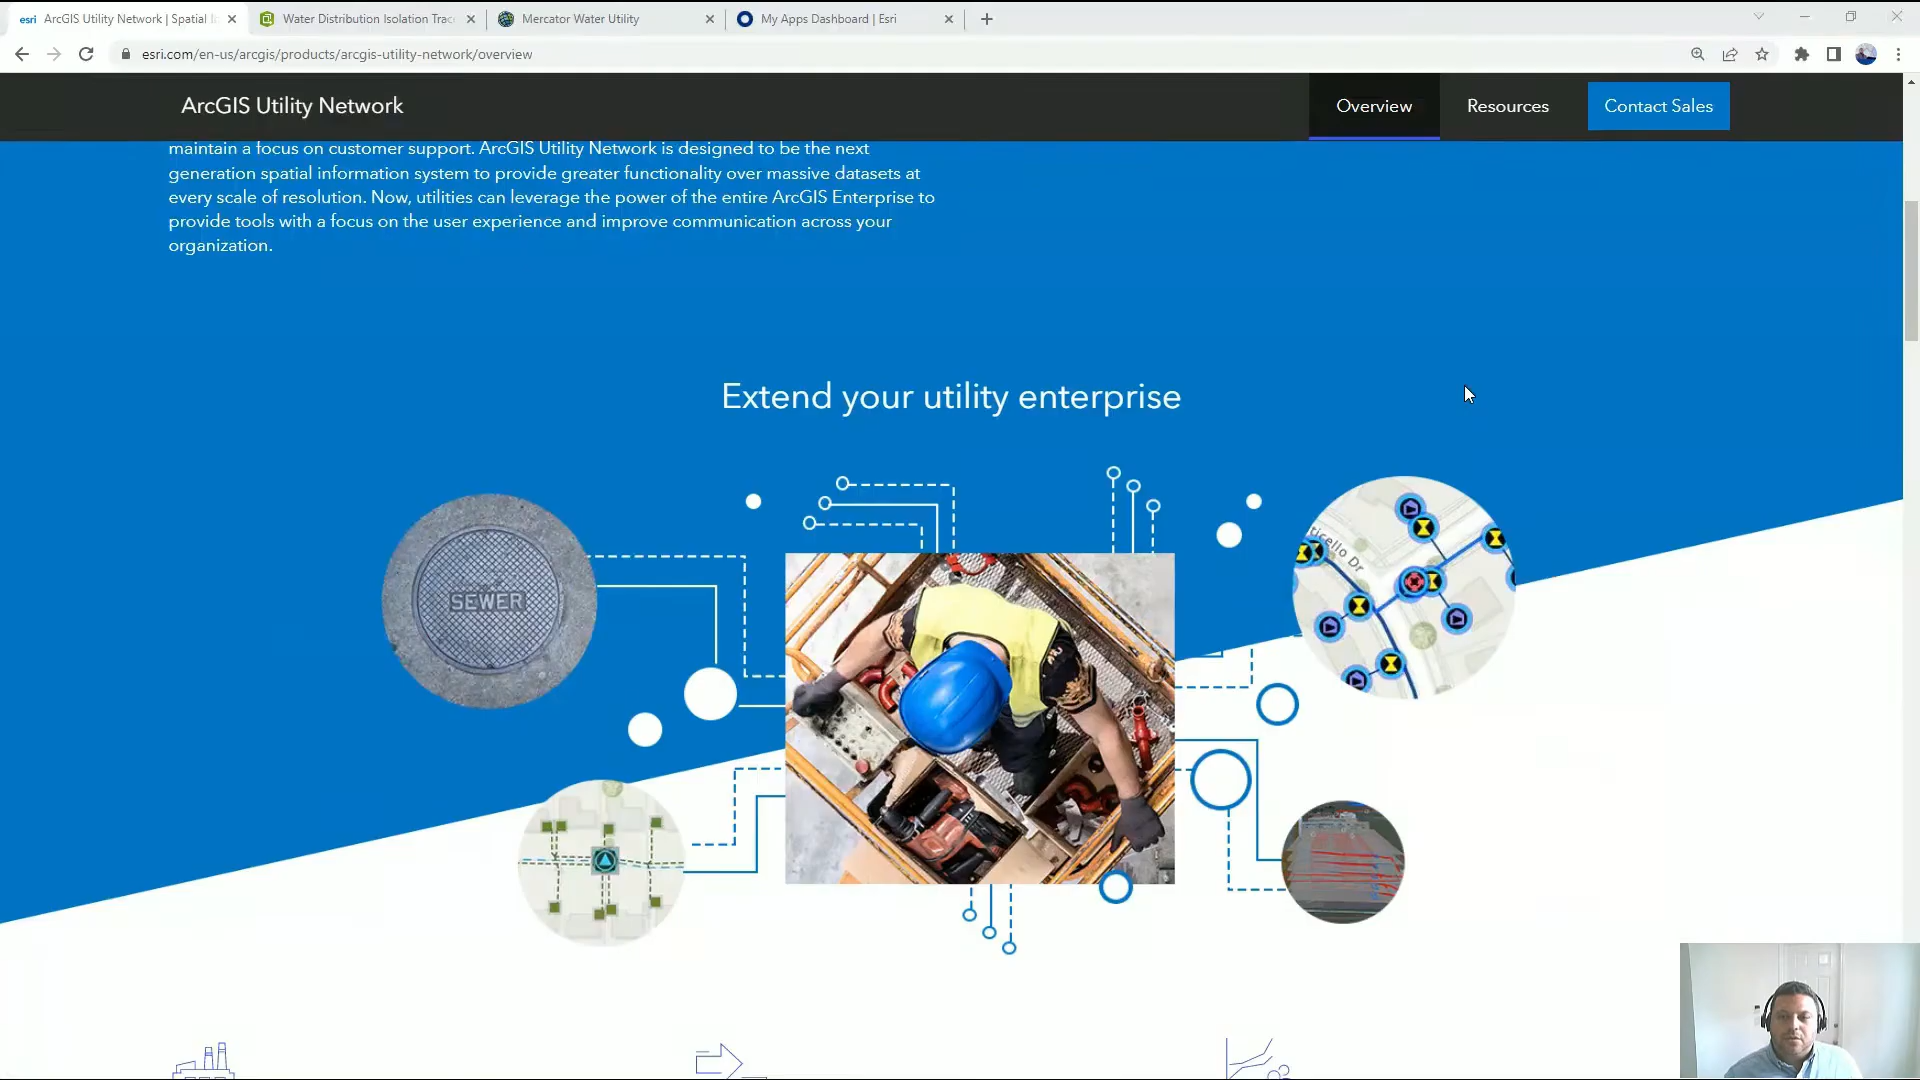 esri ArcGIS Utility Network | Spatial
Water Distribution Isolation Trace
Mercator Water Utility
My Apps Dashboard | Esri
esri.com/en-us/arcgis/products/arcgis-utility-network/overview
ArcGIS Utility Network
Overview
Resources
Contact Sales
maintain a focus on customer support. ArcGIS Utility Network is designed to be the next
generation spatial information system to provide greater functionality over massive datasets at
every scale of resolution. Now, utilities can leverage the power of the entire ArcGIS Enterprise to
provide tools with a focus on the user experience and improve communication across your
organization.
Extend your utility enterprise
SEWER
ticello Dr